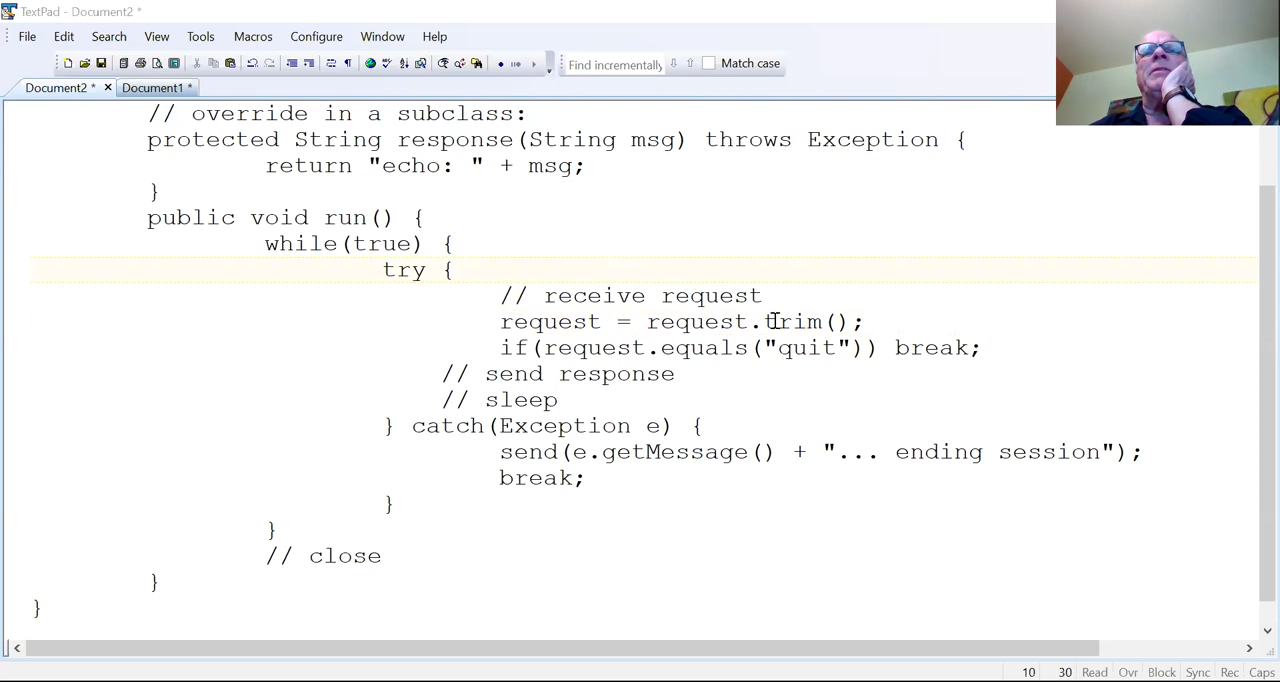 TextPad - Document2 *
File Edit Search View Tools Macros Configure Window Help
Find incrementally Match case
Document2 * Document1 *
// override in a subclass:
protected String response(String msg) throws Exception {
return "echo: " + msg;
}
public void run() {
while(true) {
try {
// receive request
request = request.trim();
if(request.equals("quit")) break;
// send response
// sleep
} catch(Exception e) {
send(e.getMessage() + "... ending session");
break;
}
}
// close
}
}
10 30 Read Ovr Block Sync Rec Caps